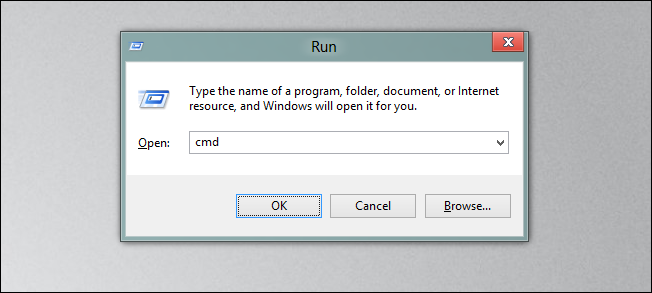 Run
Type the name of a program, folder, document, or Internet
resource, and Windows will open it for you.
Open: cmd
OK Cancel Browse...